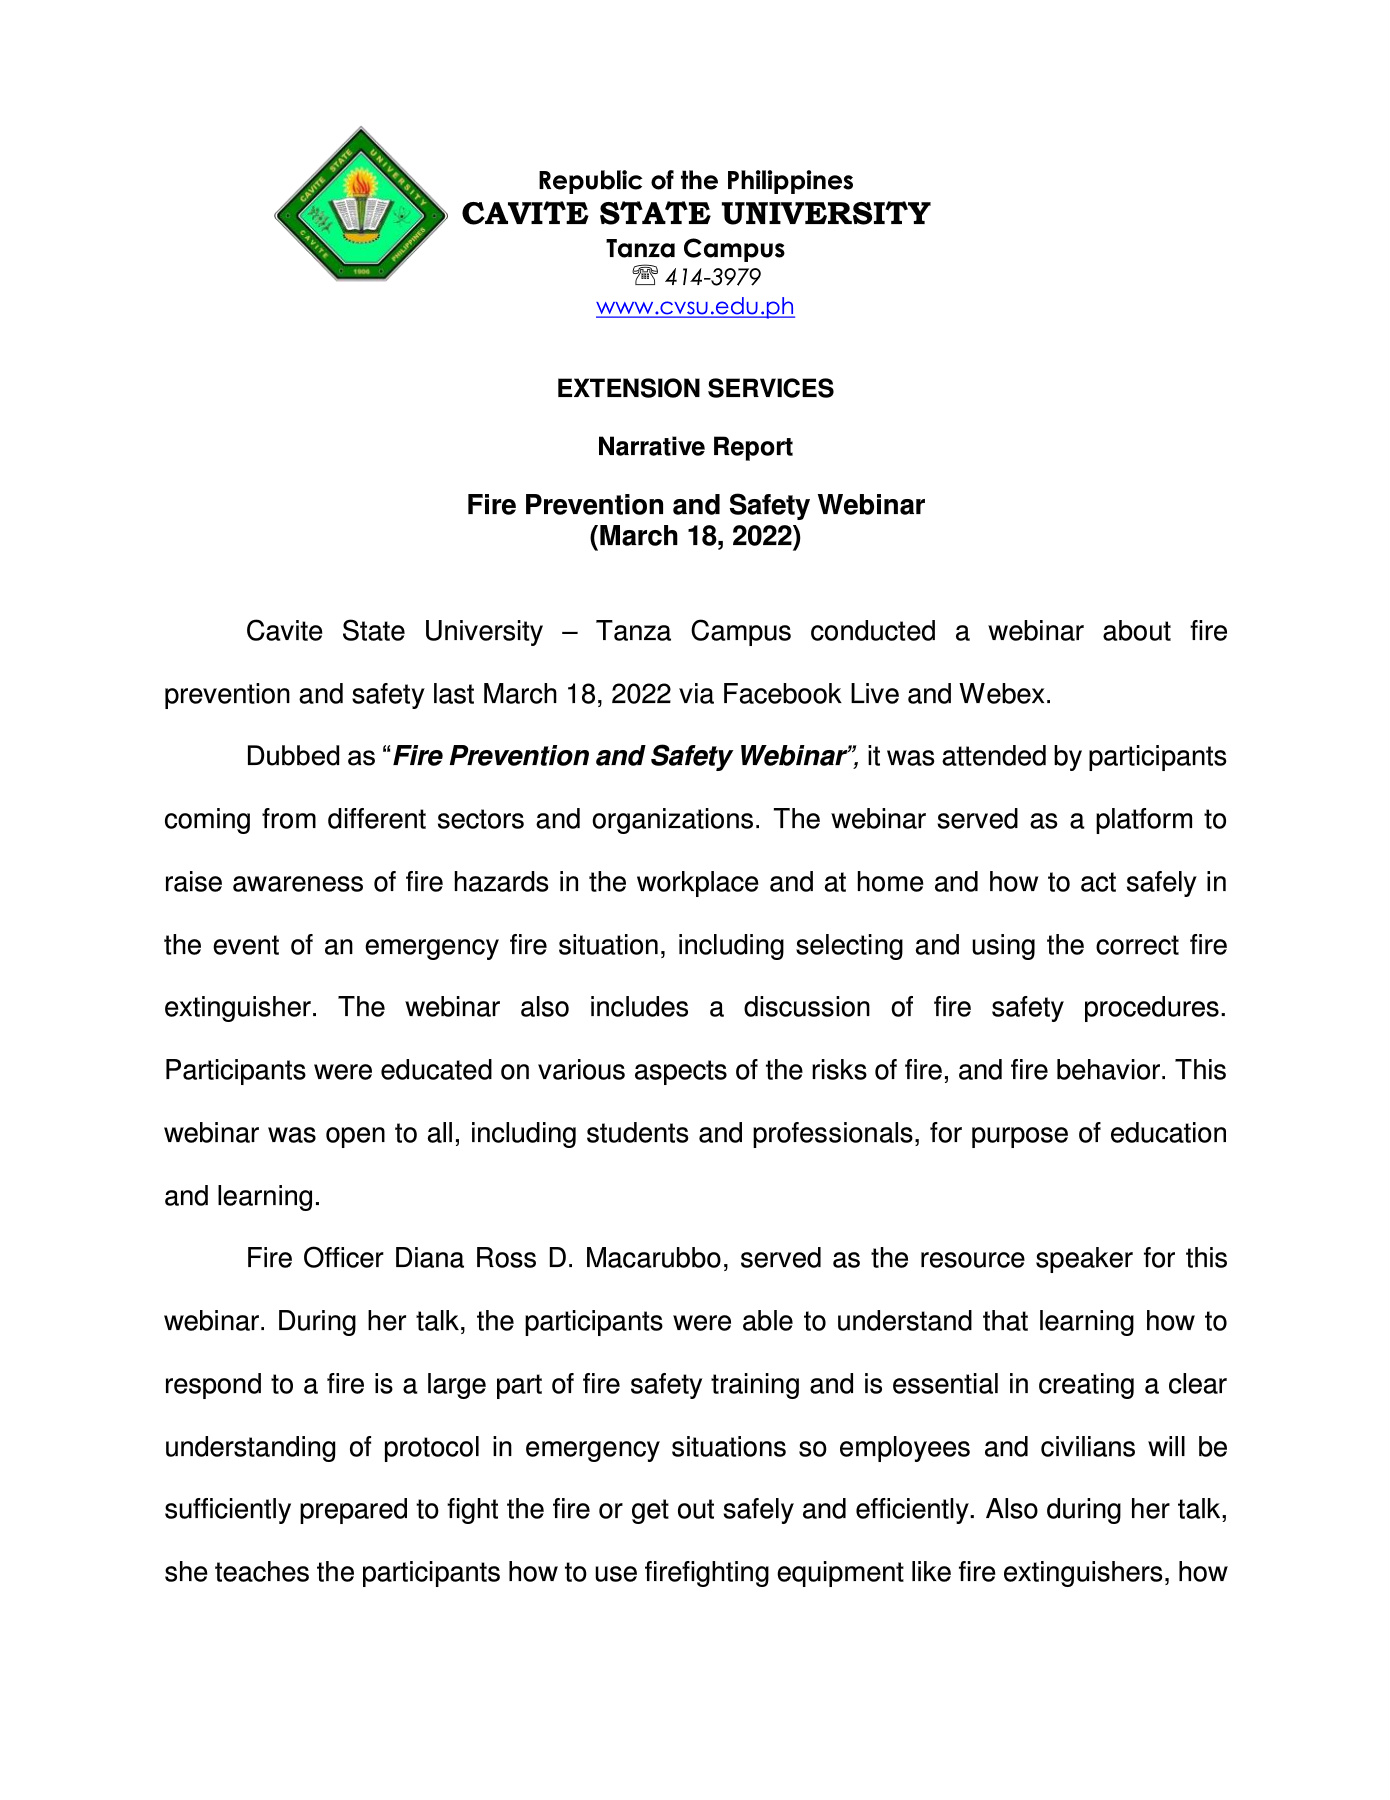 CAVITE STATE UNIVERSITY
CAVITE PHILIPPINES
1906
Republic of the Philippines
CAVITE STATE UNIVERSITY
Tanza Campus
☏ 414-3979
www.cvsu.edu.ph
EXTENSION SERVICES
Narrative Report
Fire Prevention and Safety Webinar
(March 18, 2022)
Cavite State University – Tanza Campus conducted a webinar about fire
prevention and safety last March 18, 2022 via Facebook Live and Webex.
Dubbed as “Fire Prevention and Safety Webinar”, it was attended by participants
coming from different sectors and organizations. The webinar served as a platform to
raise awareness of fire hazards in the workplace and at home and how to act safely in
the event of an emergency fire situation, including selecting and using the correct fire
extinguisher. The webinar also includes a discussion of fire safety procedures.
Participants were educated on various aspects of the risks of fire, and fire behavior. This
webinar was open to all, including students and professionals, for purpose of education
and learning.
Fire Officer Diana Ross D. Macarubbo, served as the resource speaker for this
webinar. During her talk, the participants were able to understand that learning how to
respond to a fire is a large part of fire safety training and is essential in creating a clear
understanding of protocol in emergency situations so employees and civilians will be
sufficiently prepared to fight the fire or get out safely and efficiently. Also during her talk,
she teaches the participants how to use firefighting equipment like fire extinguishers, how